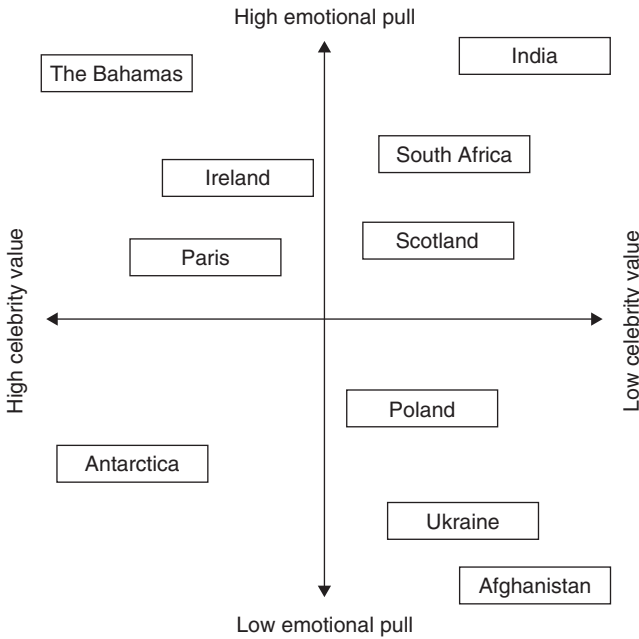 High emotional pull
India
The Bahamas
South Africa
Ireland
Scotland
Paris
High celebrity value
Low celebrity value
Poland
Antarctica
Ukraine
Afghanistan
Low emotional pull